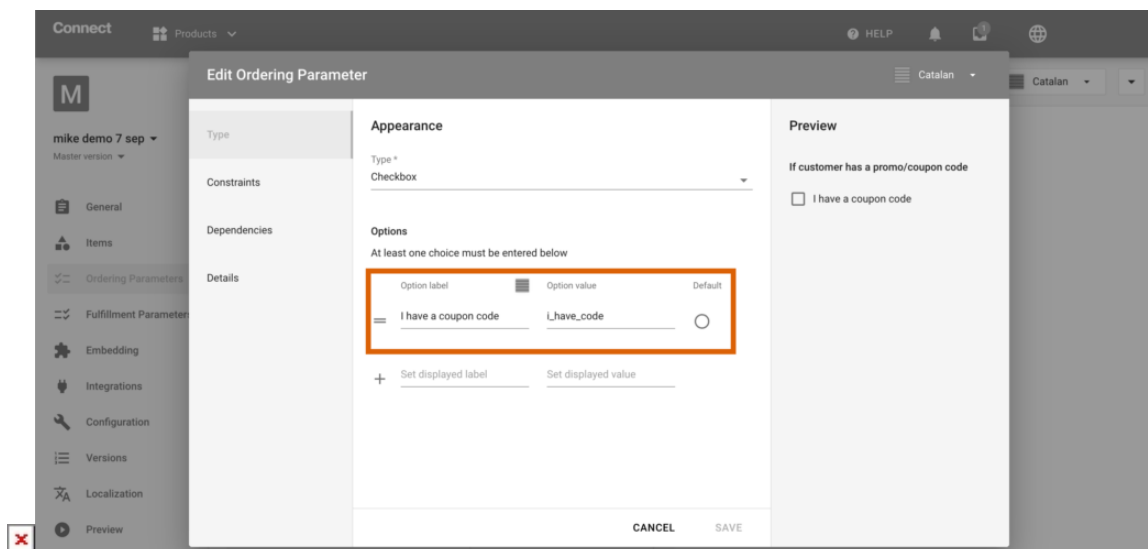 Connect
Products
HELP
1
M
mike demo 7 sep
Master version
General
Items
Ordering Parameters
Fulfillment Parameter
Embedding
Integrations
Configuration
Versions
Localization
Preview
Catalan
Edit Ordering Parameter
Catalan
Type
Constraints
Dependencies
Details
Appearance
Type *
Checkbox
Options
At least one choice must be entered below
Option label Option value Default
I have a coupon code i_have_code
Set displayed label Set displayed value
CANCEL SAVE
Preview
If customer has a promo/coupon code
I have a coupon code